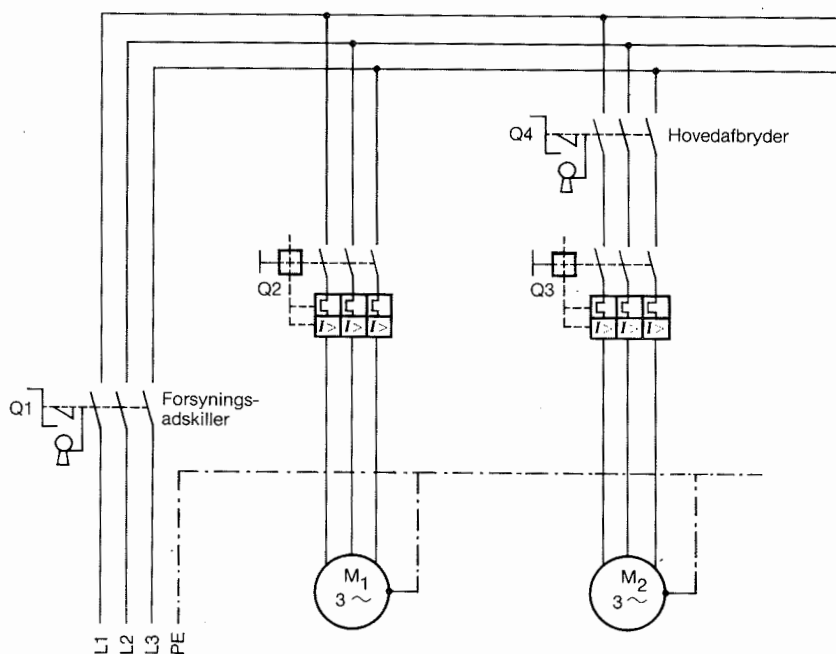 Q4
Hovedafbryder
Q2
I> I> I>
Q3
I> I> I>
Q1
Forsynings-
adskiller
M1
3 ~
M2
3 ~
L1
L2
L3
PE